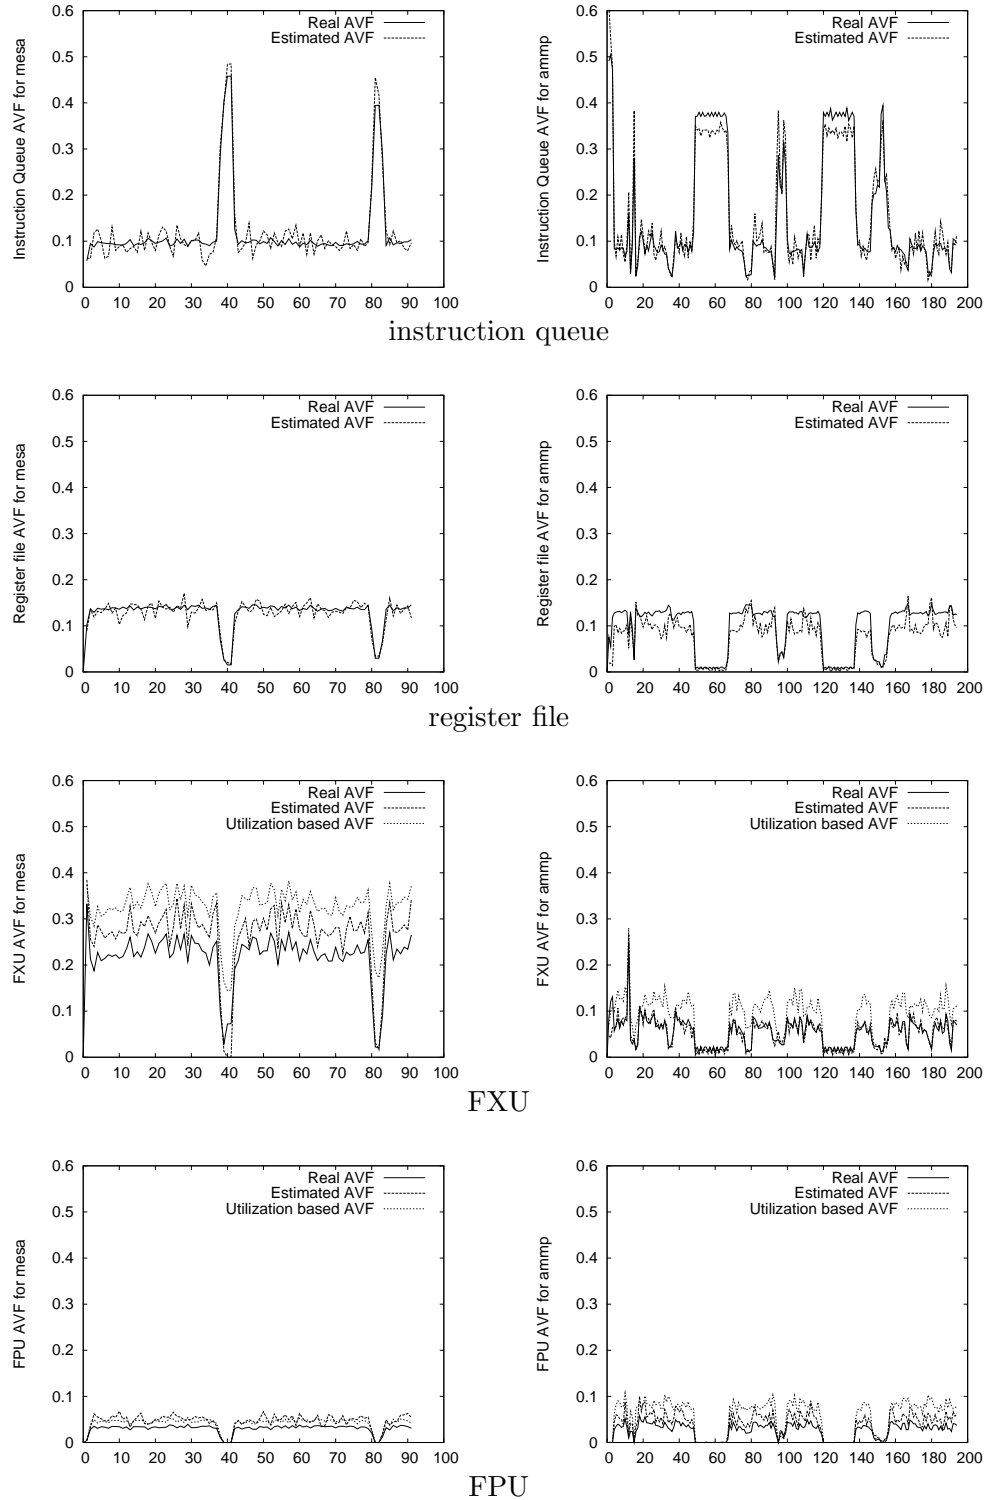 Instruction Queue AVF for mesa
0.6
0.5
0.4
0.3
0.2
0.1
0
0 10 20 30 40 50 60 70 80 90 100
Real AVF
Estimated AVF
Instruction Queue AVF for ammp
0.6
0.5
0.4
0.3
0.2
0.1
0
0 20 40 60 80 100 120 140 160 180 200
Real AVF
Estimated AVF
instruction queue
Register file AVF for mesa
0.6
0.5
0.4
0.3
0.2
0.1
0
0 10 20 30 40 50 60 70 80 90 100
Real AVF
Estimated AVF
Register file AVF for ammp
0.6
0.5
0.4
0.3
0.2
0.1
0
0 20 40 60 80 100 120 140 160 180 200
Real AVF
Estimated AVF
register file
FXU AVF for mesa
0.6
0.5
0.4
0.3
0.2
0.1
0
0 10 20 30 40 50 60 70 80 90 100
Real AVF
Estimated AVF
Utilization based AVF
FXU AVF for ammp
0.6
0.5
0.4
0.3
0.2
0.1
0
0 20 40 60 80 100 120 140 160 180 200
Real AVF
Estimated AVF
Utilization based AVF
FXU
FPU AVF for mesa
0.6
0.5
0.4
0.3
0.2
0.1
0
0 10 20 30 40 50 60 70 80 90 100
Real AVF
Estimated AVF
Utilization based AVF
FPU AVF for ammp
0.6
0.5
0.4
0.3
0.2
0.1
0
0 20 40 60 80 100 120 140 160 180 200
Real AVF
Estimated AVF
Utilization based AVF
FPU